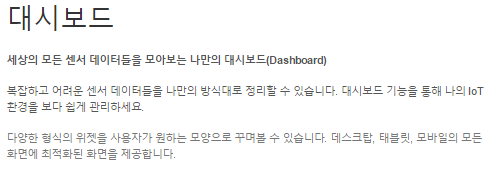 대시보드
세상의 모든 센서 데이터들을 모아보는 나만의 대시보드(Dashboard)
복잡하고 어려운 센서 데이터들을 나만의 방식대로 정리할 수 있습니다. 대시보드 기능을 통해 나의 IoT
환경을 보다 쉽게 관리하세요.
다양한 형식의 위젯을 사용자가 원하는 모양으로 꾸며볼 수 있습니다. 데스크탑, 태블릿, 모바일의 모든
화면에 최적화된 화면을 제공합니다.